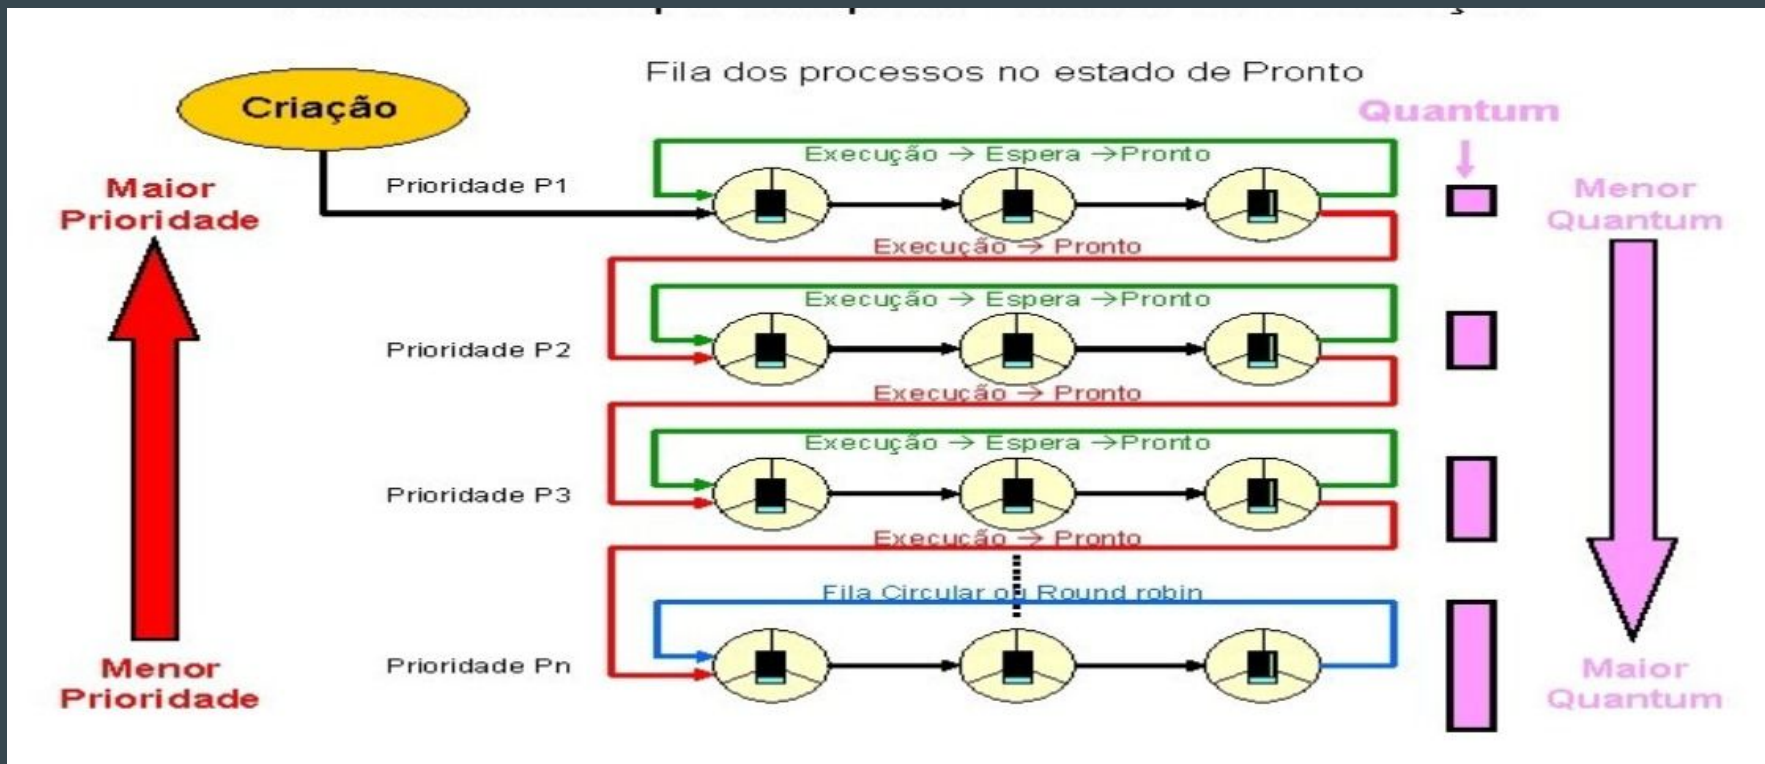 Fila dos processos no estado de Pronto
Criação
Quantum
Execução → Espera →Pronto
Maior
Prioridade
Prioridade P1
Menor
Quantum
Execução → Pronto
Execução → Espera →Pronto
Prioridade P2
Execução → Pronto
Execução → Espera →Pronto
Prioridade P3
Execução → Pronto
Fila Circular ou Round robin
Menor
Prioridade
Prioridade Pn
Maior
Quantum